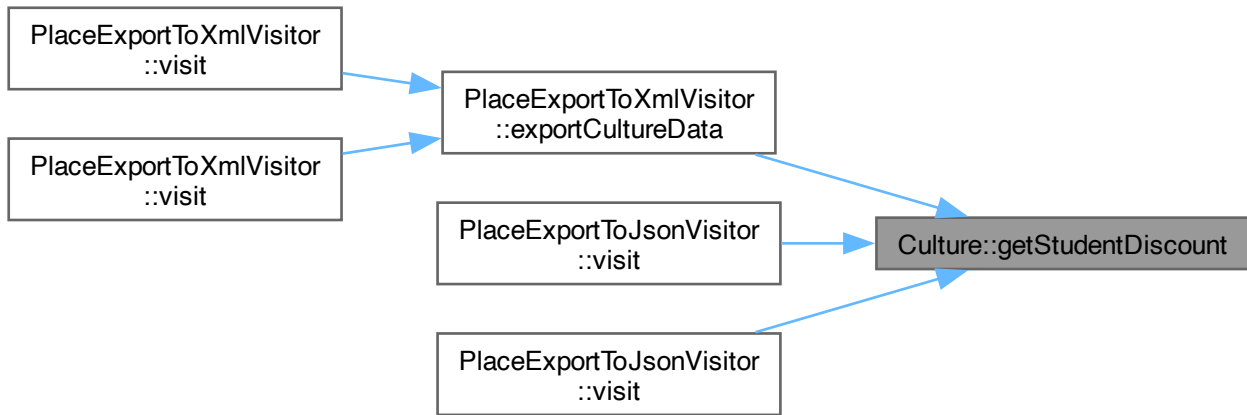 PlaceExportToXmlVisitor
::visit
PlaceExportToXmlVisitor
::visit
PlaceExportToXmlVisitor
::exportCultureData
PlaceExportToJsonVisitor
::visit
PlaceExportToJsonVisitor
::visit
Culture::getStudentDiscount